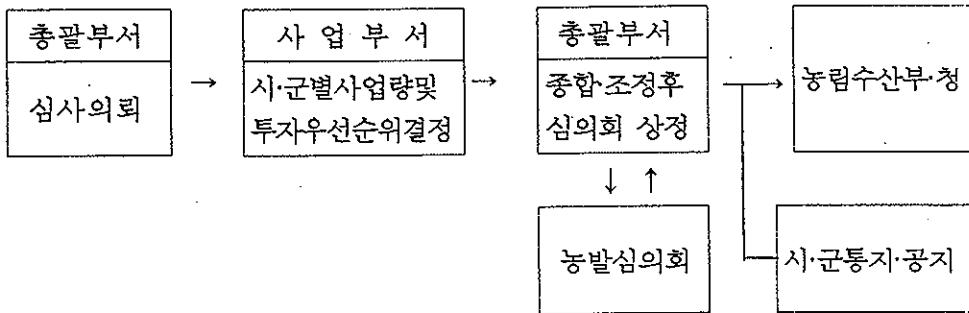 총괄부서
심사의뢰
→
사 업 부 서
시·군별사업량및
투자우선순위결정
→
총괄부서
종합·조정후
심의회 상정
농림수산부·청
↓ ↑
농발심의회
시·군통지·공지